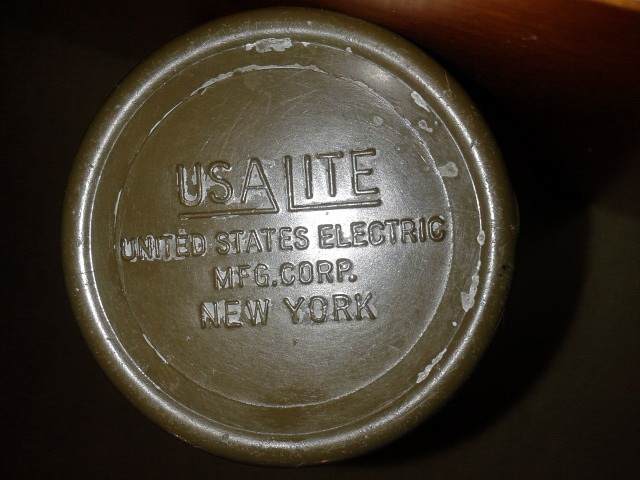 USALITE
UNITED STATES ELECTRIC
MFG.CORP.
NEW YORK